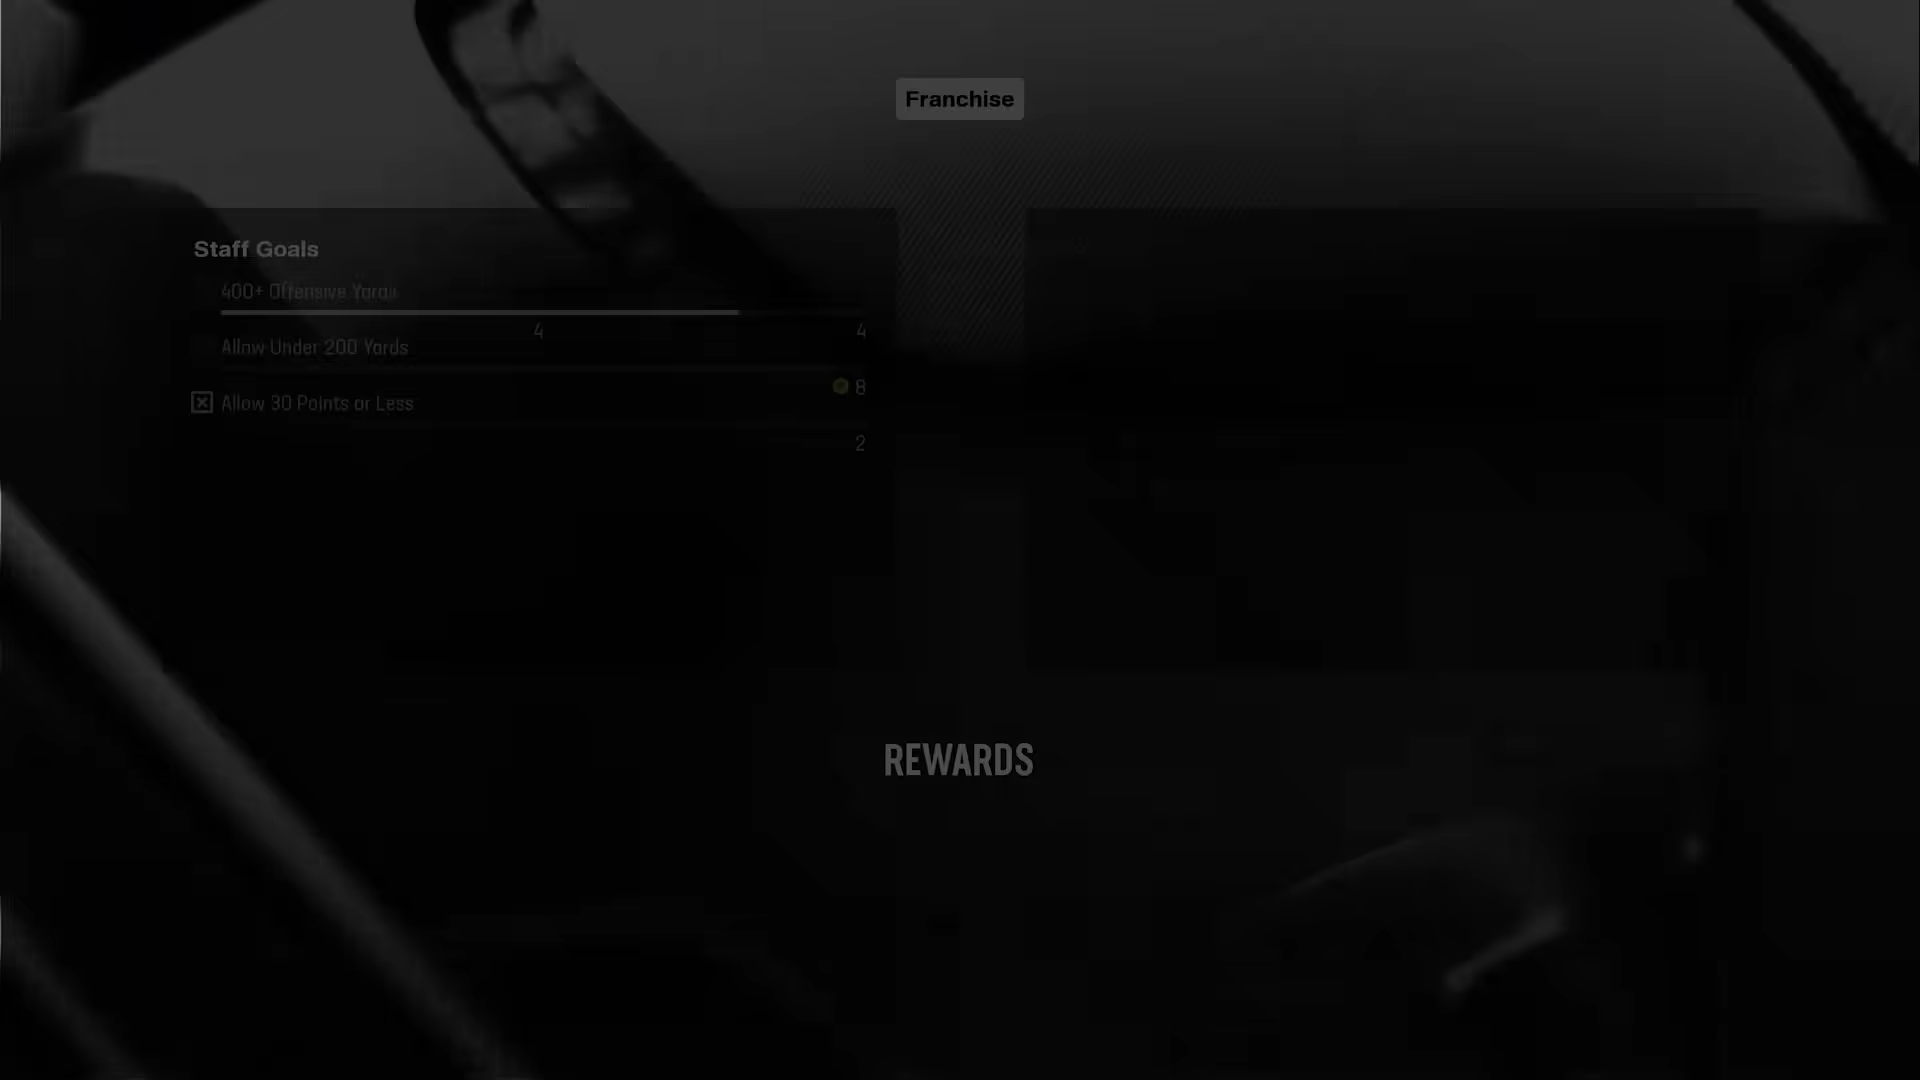 Franchise
Staff Goals
400+ Offensive Yards
4 4
Allow Under 200 Yards
8
Allow 30 Points or Less
2
REWARDS